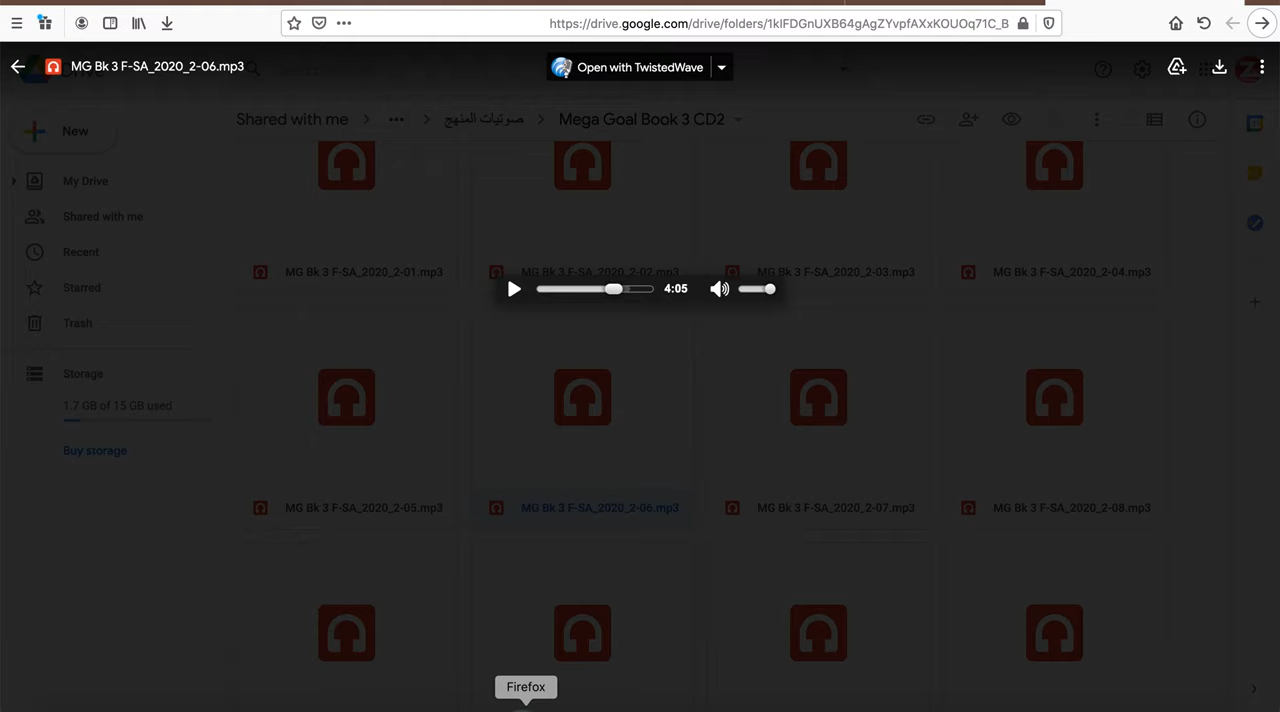 https://drive.google.com/drive/folders/1klFDGnUXB64gAgZYvpfAXxKOUOq71C_B
MG Bk 3 F-SA_2020_2-06.mp3
Open with TwistedWave
New
Shared with me > ... > صوتيات المنهج > Mega Goal Book 3 CD2
My Drive
Shared with me
Recent
Starred
Trash
Storage
1.7 GB of 15 GB used
Buy storage
MG Bk 3 F-SA_2020_2-01.mp3
MG Bk 3 F-SA_2020_2-02.mp3
MG Bk 3 F-SA_2020_2-03.mp3
MG Bk 3 F-SA_2020_2-04.mp3
4:05
MG Bk 3 F-SA_2020_2-05.mp3
MG Bk 3 F-SA_2020_2-06.mp3
MG Bk 3 F-SA_2020_2-07.mp3
MG Bk 3 F-SA_2020_2-08.mp3
Firefox